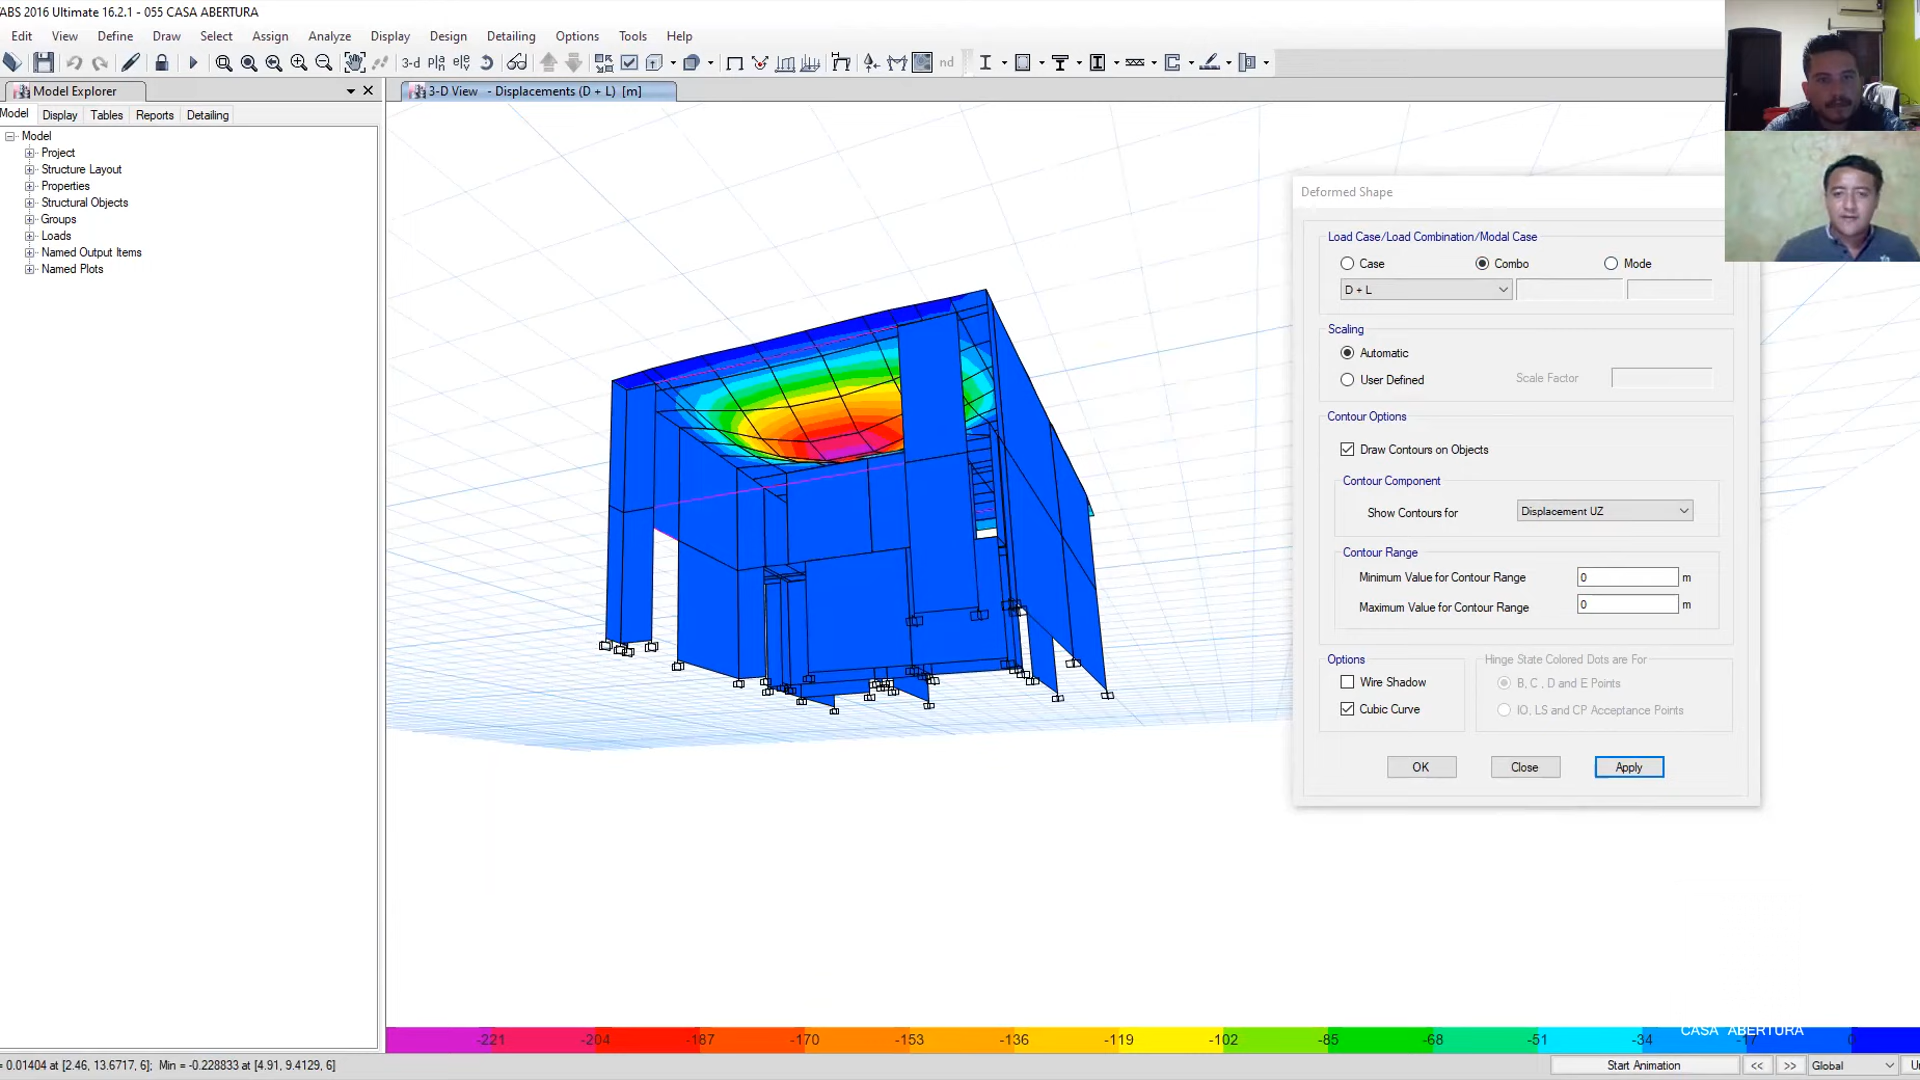 TABS 2016 Ultimate 16.2.1 - 055 CASA ABERTURA
Edit View Define Draw Select Assign Analyze Display Design Detailing Options Tools Help
3-d nd
Model Explorer
3-D View - Displacements (D + L) [m]
Model Display Tables Reports Detailing
Model
Project
Structure Layout
Properties
Structural Objects
Groups
Loads
Named Output Items
Named Plots
Deformed Shape
Load Case/Load Combination/Modal Case
Case Combo Mode
D + L
Scaling
Automatic
User Defined Scale Factor
Contour Options
Draw Contours on Objects
Contour Component
Show Contours for Displacement UZ
Contour Range
Minimum Value for Contour Range 0 m
Maximum Value for Contour Range 0 m
Options
Wire Shadow
Cubic Curve
Hinge State Colored Dots are For
B, C , D and E Points
IO, LS and CP Acceptance Points
OK Close Apply
CASA ABERTURA
-221 -204 -187 -170 -153 -136 -119 -102 -85 -68 -51 -34 -17 0
= 0.01404 at [2.46, 13.6717, 6]; Min = -0.228833 at [4.91, 9.4129, 6]
Start Animation << >> Global